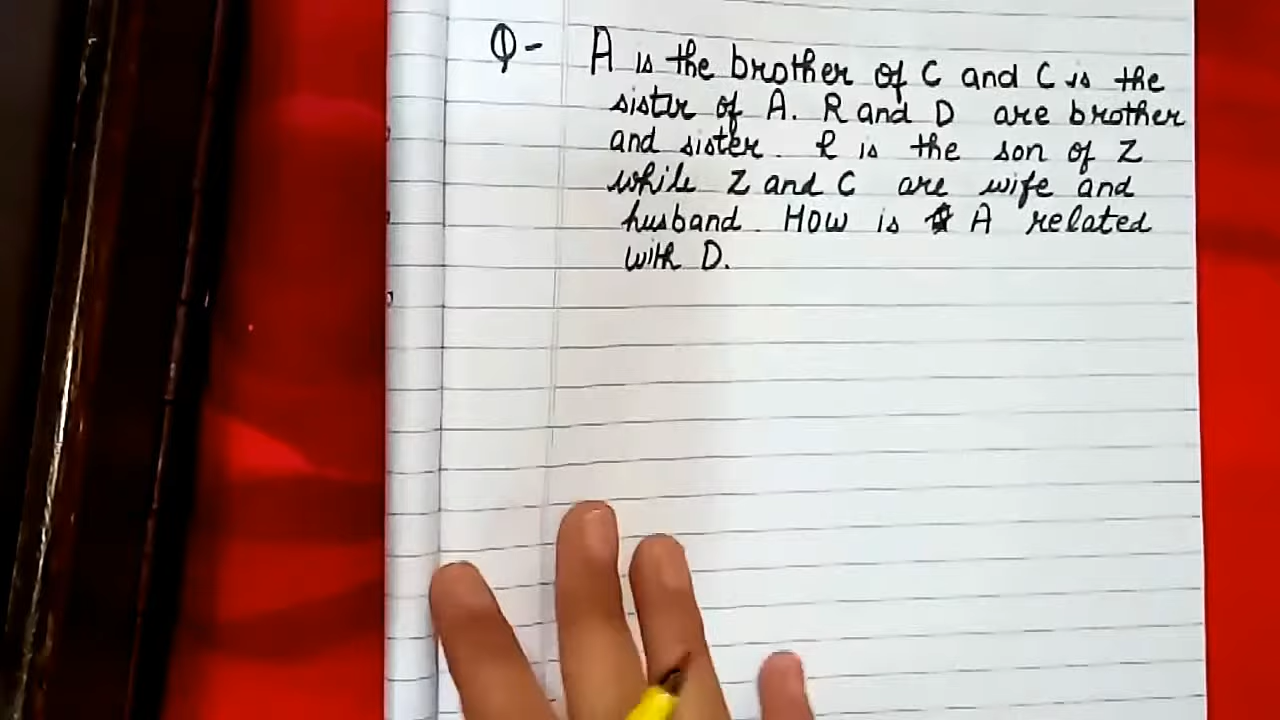 Q- A is the brother of C and C is the
sister of A. R and D are brother
and sister. R is the son of Z
while Z and C are wife and
husband. How is A related
with D.